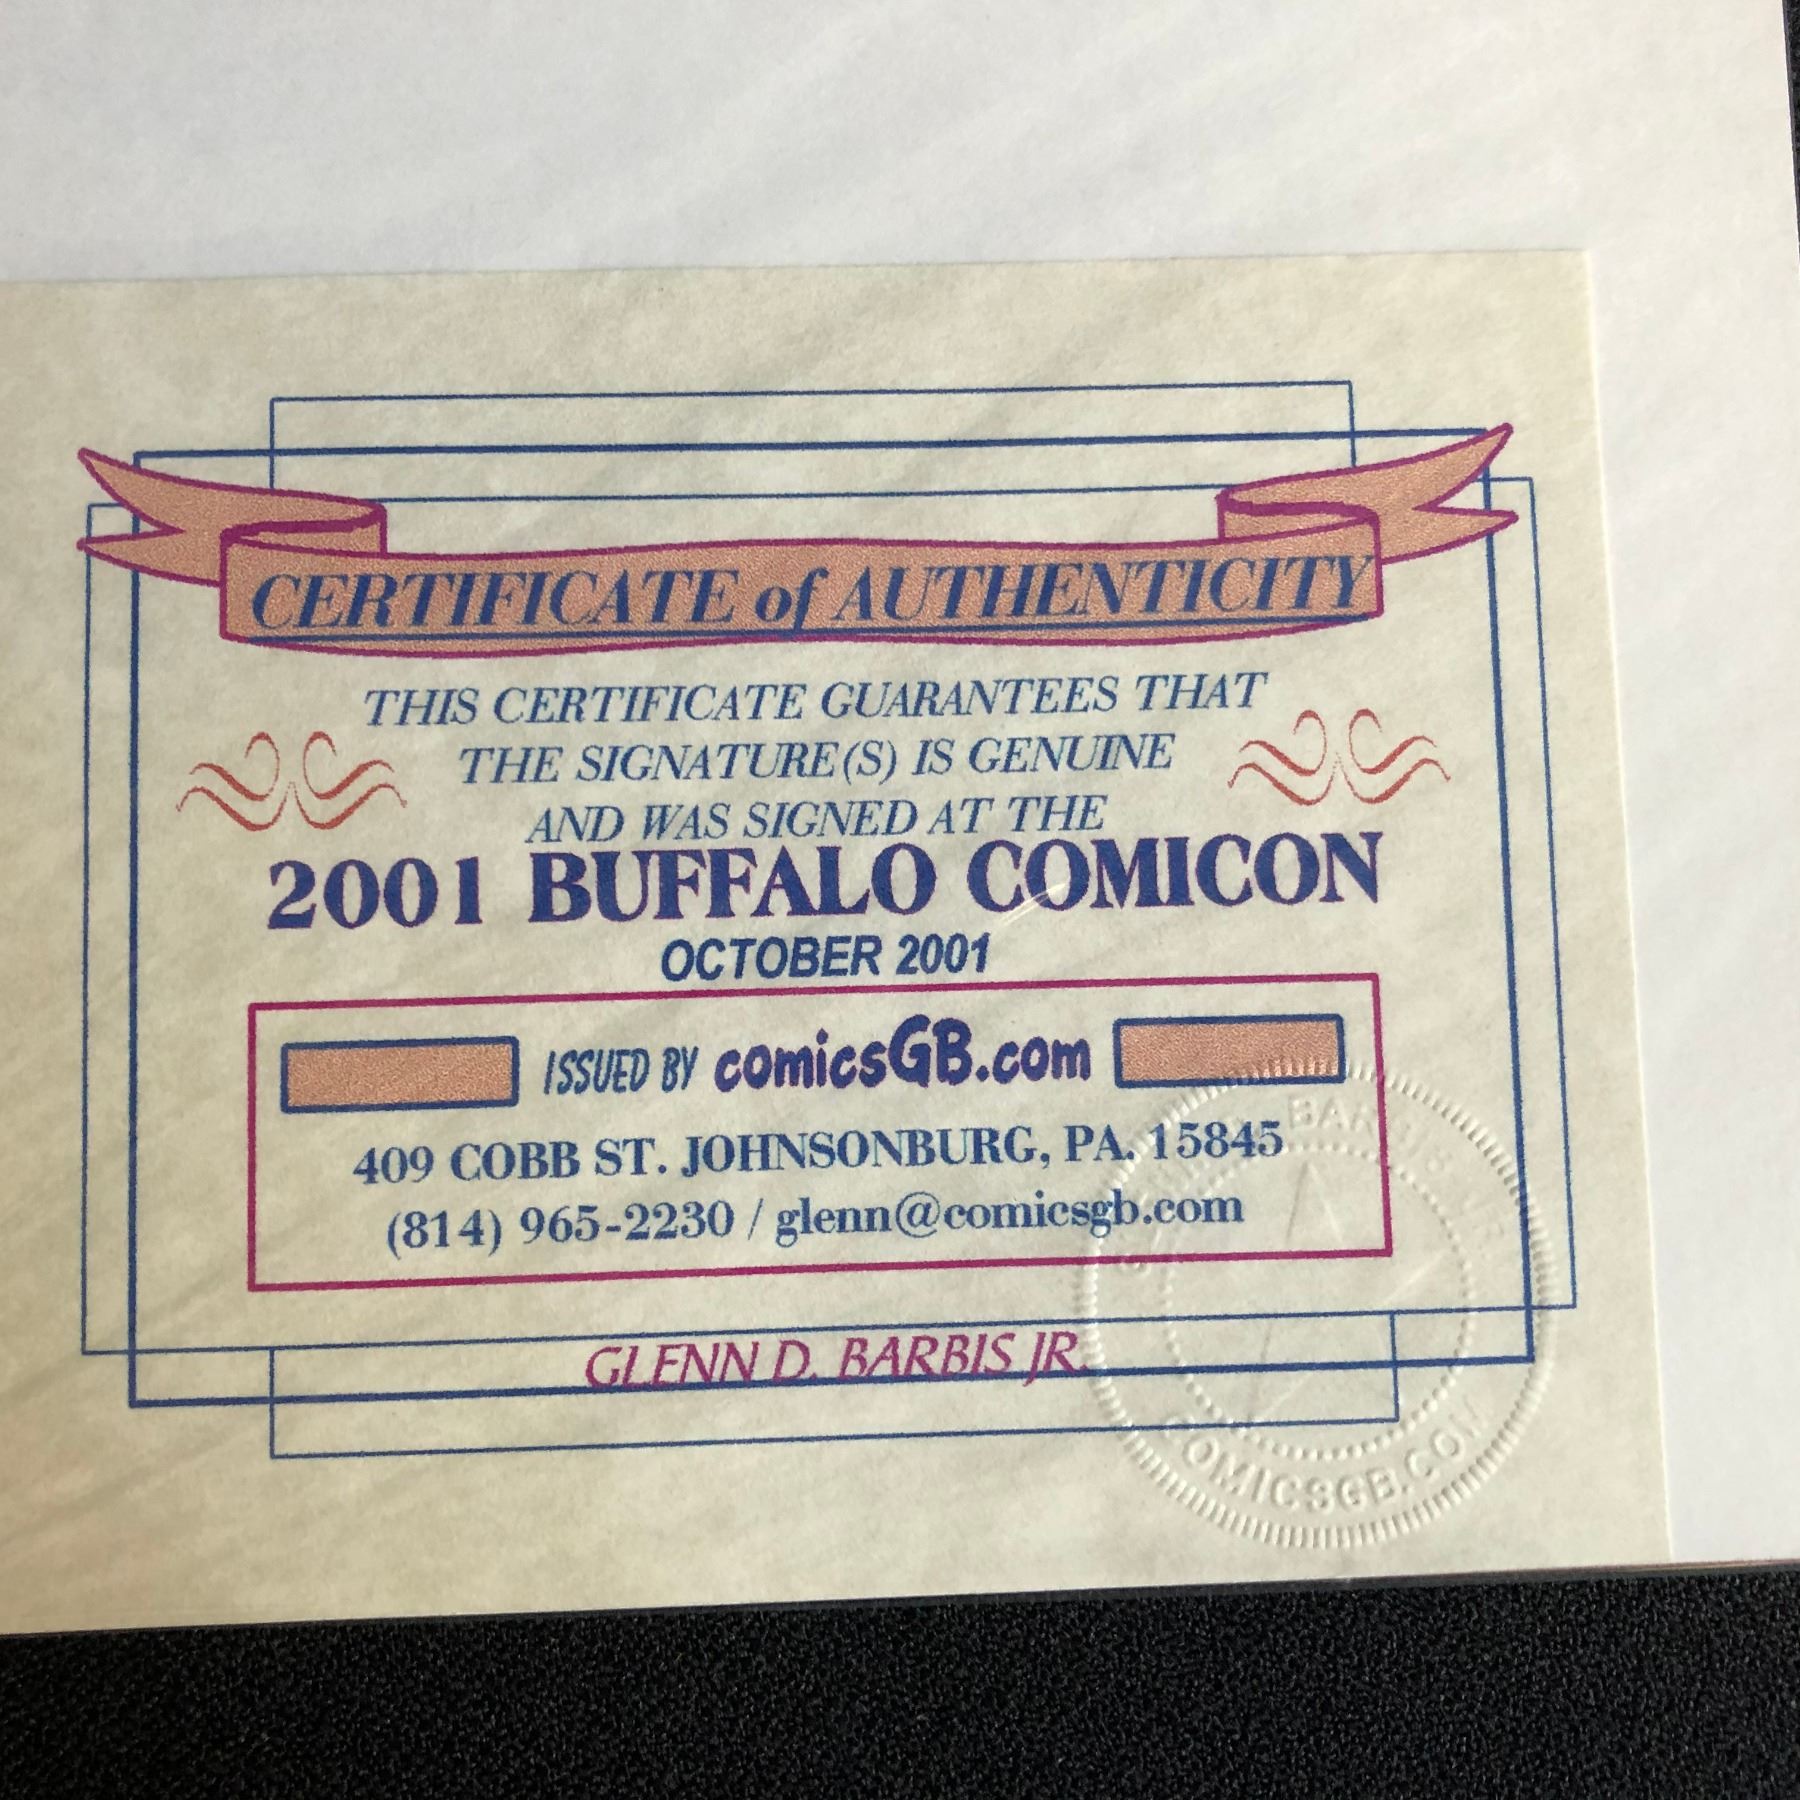 CERTIFICATE of AUTHENTICITY
THIS CERTIFICATE GUARANTEES THAT
THE SIGNATURE(S) IS GENUINE
AND WAS SIGNED AT THE
2001 BUFFALO COMICON
OCTOBER 2001
ISSUED BY comicsGB.com
409 COBB ST. JOHNSONBURG, PA. 15845
(814) 965-2230 / glenn@comicsgb.com
GLENN D. BARBIS JR.
BARBIS JR.
COMICSGB.COM